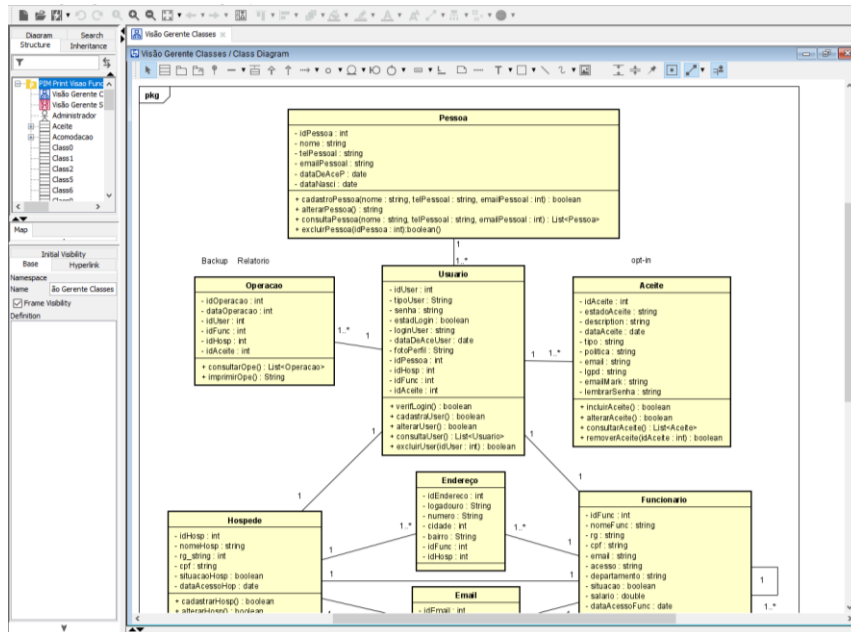 Diagram
Search
Structure
Inheritance
PIM Print Visao Func
Visão Gerente C
Visão Gerente S
Administrador
Aceite
Acomodacao
Class0
Class1
Class2
Class5
Class6
Map
Initial Visibility
Base
Hyperlink
Namespace
Name
ão Gerente Classes
Frame Visibility
Definition
Visão Gerente Classes
Visão Gerente Classes / Class Diagram
pkg
Pessoa
- idPessoa : int
- nome : string
- telPessoal : string
- emailPessoal : string
- dataDeAceP : date
- dataNasci : date
+ cadastroPessoa(nome : string, telPessoal : string, emailPessoal : int) : boolean
+ alterarPessoa() : string
+ consultaPessoa(nome : string, telPessoal : string, emailPessoal : int) : List<Pessoa>
+ excluirPessoa(idPessoa : int):boolean()
1
1..*
Backup Relatorio
Operacao
- idOperacao : int
- dataOperacao : int
- idUser : int
- idFunc : int
- idHosp : int
- idAceite : int
+ consultarOpe() : List<Operacao>
+ imprimirOpe() : String
1..*
1
Usuario
- idUser : int
- tipoUser : String
- senha : string
- estadLogin : boolean
- loginUser : string
- dataDeAceUser : date
- fotoPerfil : String
- idPessoa : int
- idHosp : int
- idFunc : int
- idAceite : int
+ verifLogin() : boolean
+ cadastraUser() : boolean
+ alterarUser() : boolean
+ consultaUser() : List<Usuario>
+ excluirUser(idUser : int) : boolean
1
1..*
opt-in
Aceite
- idAceite : int
- estadoAceite : string
- description : string
- dataAceite : date
- tipo : string
- politica : string
- email : string
- lgpd : string
- emailMark : string
- lembrarSenha : string
+ incluirAceite() : boolean
+ alterarAceite() : boolean
+ consultarAceite() : List<Aceite>
+ removerAceite(idAceite : int) : boolean
1
1
1
1
Endereço
- idEndereco : int
- logadouro : String
- numero : String
- cidade : int
- bairro : String
- idFunc : int
- idHosp : int
1..*
1
1..*
1
Hospede
- idHosp : int
- nomeHosp : string
- rg_string : int
- cpf : string
- situacaoHosp : boolean
- dataAcessoHop : date
+ cadastrarHosp() : boolean
+ alterarHosp() : boolean
1
1
1
1
Email
- idEmail : int
Funcionario
- idFunc : int
- nomeFunc : string
- rg : string
- cpf : string
- email : string
- acesso : string
- departamento : string
- situacao : boolean
- salario : double
- dataAcessoFunc : date
1
1..*